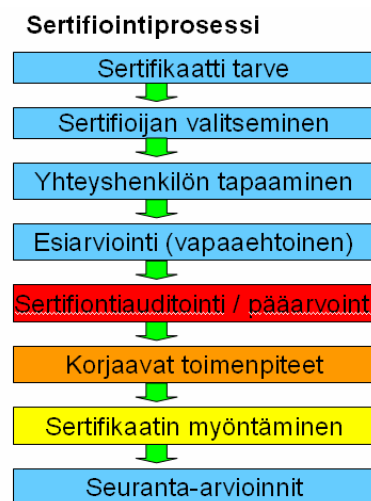 Sertifiointiprosessi
Sertifikaatti tarve
Sertifioijan valitseminen
Yhteyshenkilön tapaaminen
Esiarviointi (vapaaehtoinen)
Sertifiontiauditointi / pääarvoint
Korjaavat toimenpiteet
Sertifikaatin myöntäminen
Seuranta-arvioinnit